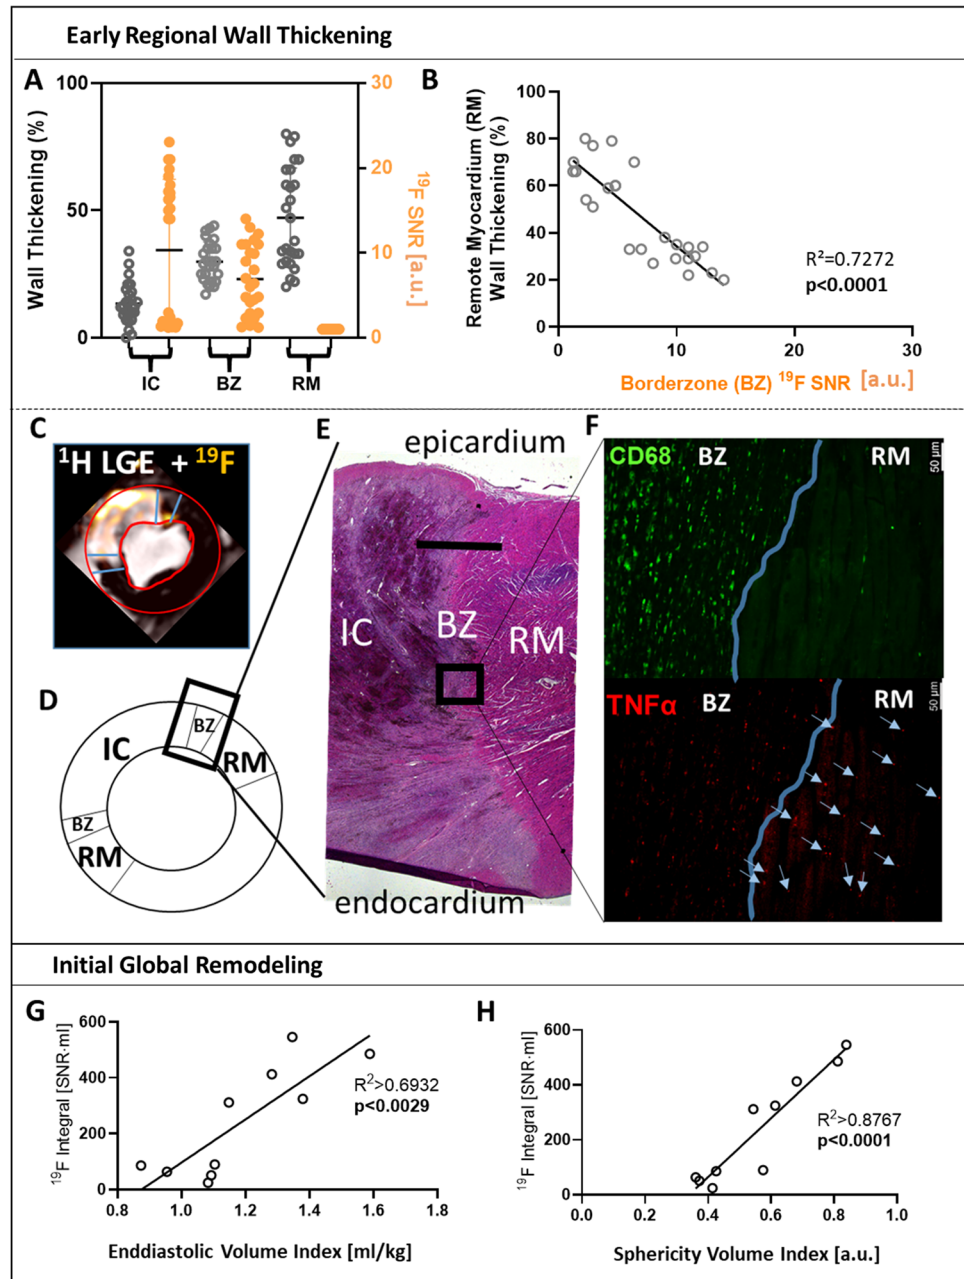 Early Regional Wall Thickening
A
100
50
0
Wall Thickening (%)
30
20
10
0
¹⁹F SNR [a.u.]
IC
BZ
RM
B
Remote Myocardium (RM)
Wall Thickening (%)
100
80
60
40
20
0
R²=0.7272
p<0.0001
0
10
20
30
Borderzone (BZ) ¹⁹F SNR [a.u.]
C
¹H LGE + ¹⁹F
D
IC
BZ
RM
BZ
RM
E
epicardium
IC
BZ
RM
endocardium
F
CD68
BZ
RM
50 µm
TNFα
BZ
RM
50 µm
Initial Global Remodeling
G
¹⁹F Integral [SNR·ml]
600
400
200
0
R²>0.6932
p<0.0029
0.8
1.0
1.2
1.4
1.6
1.8
Enddiastolic Volume Index [ml/kg]
H
¹⁹F Integral [SNR·ml]
600
400
200
0
R²>0.8767
p<0.0001
0.0
0.2
0.4
0.6
0.8
1.0
Sphericity Volume Index [a.u.]